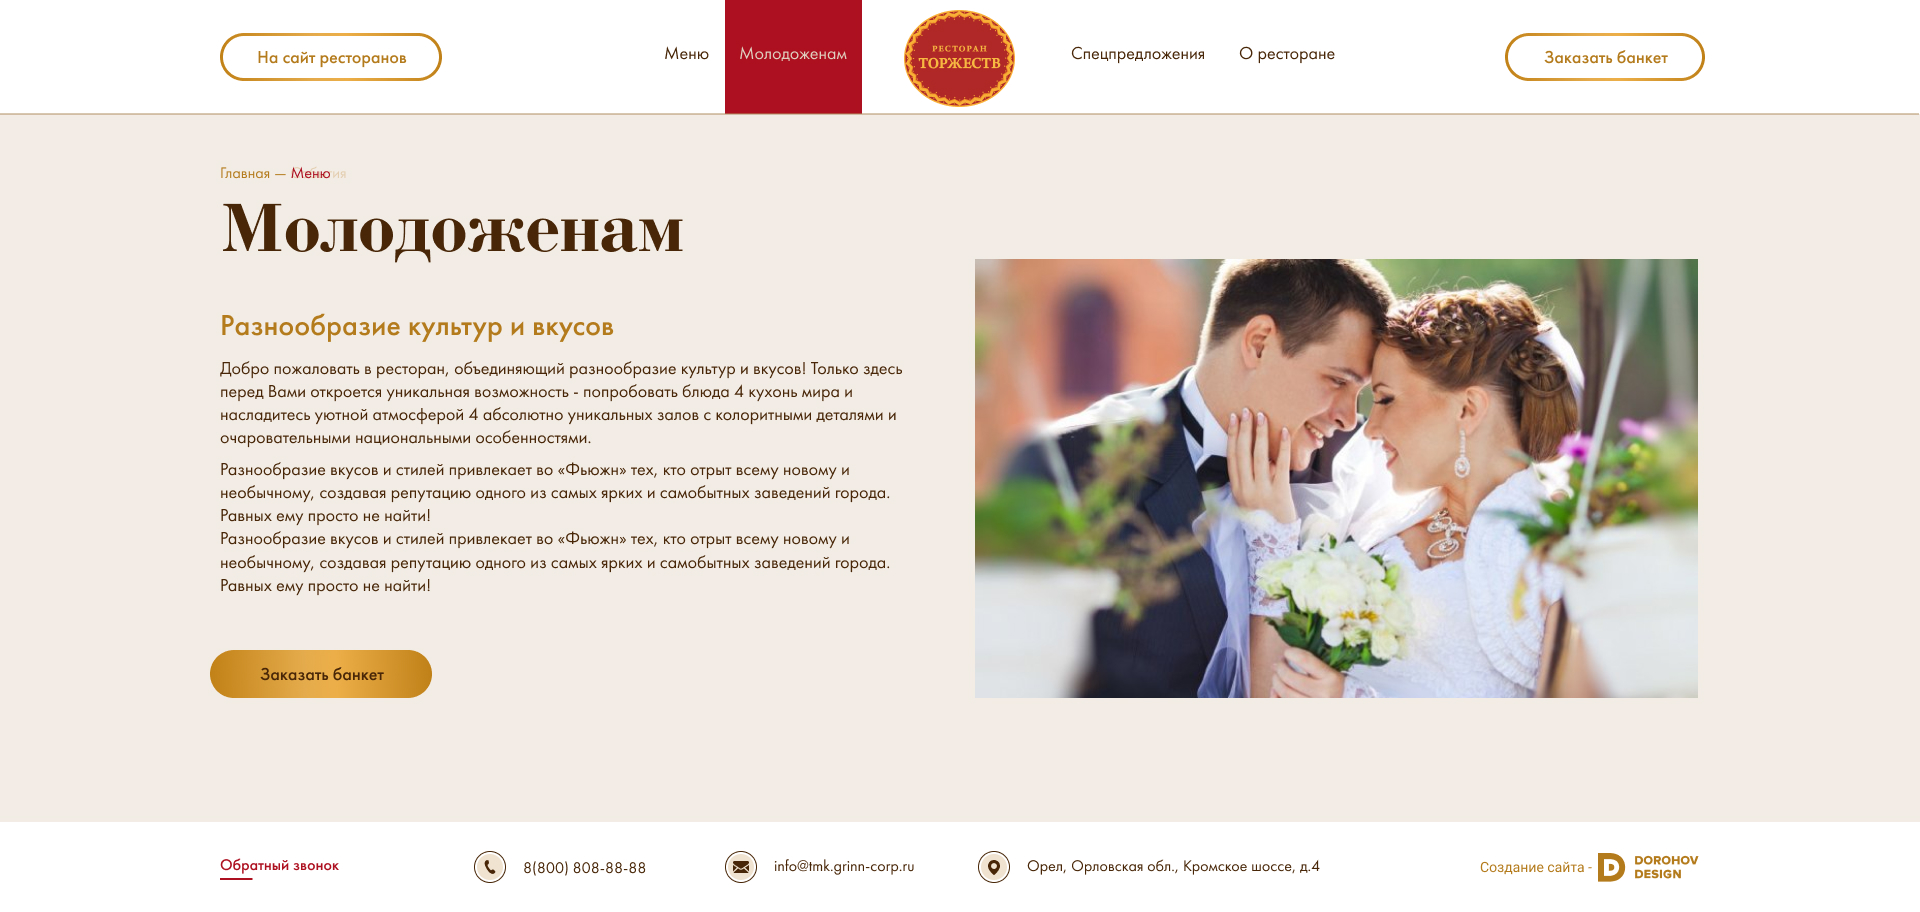 На сайт ресторанов
Меню
Молодоженам
РЕСТОРАН
ТОРЖЕСТВ
Спецпредложения
О ресторане
Заказать банкет
Главная — Меню
Молодоженам
Разнообразие культур и вкусов
Добро пожаловать в ресторан, объединяющий разнообразие культур и вкусов! Только здесь
перед Вами откроется уникальная возможность - попробовать блюда 4 кухонь мира и
насладитесь уютной атмосферой 4 абсолютно уникальных залов с колоритными деталями и
очаровательными национальными особенностями.
Разнообразие вкусов и стилей привлекает во «Фьюжн» тех, кто отрыт всему новому и
необычному, создавая репутацию одного из самых ярких и самобытных заведений города.
Равных ему просто не найти!
Разнообразие вкусов и стилей привлекает во «Фьюжн» тех, кто отрыт всему новому и
необычному, создавая репутацию одного из самых ярких и самобытных заведений города.
Равных ему просто не найти!
Заказать банкет
Обратный звонок
8(800) 808-88-88
info@tmk.grinn-corp.ru
Орел, Орловская обл., Кромское шоссе, д.4
Создание сайта -
DOROHOV
DESIGN